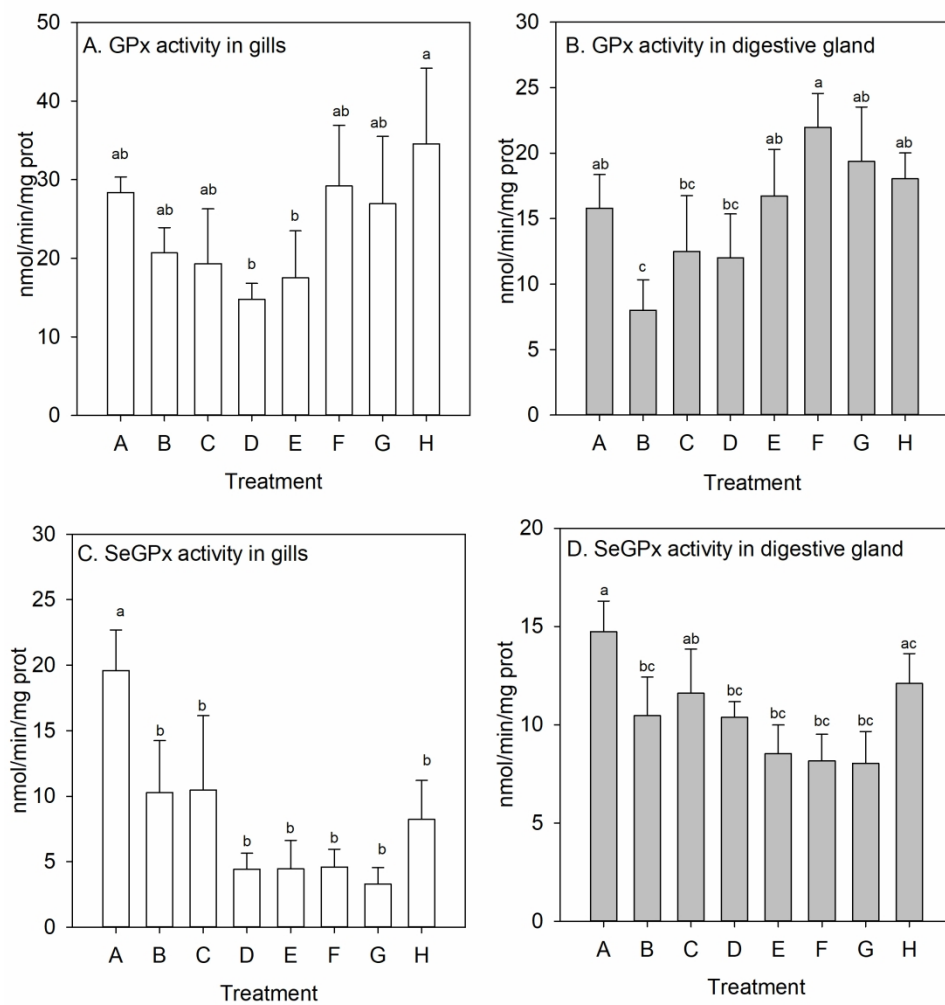 A. GPx activity in gills
nmol/min/mg prot
50
40
30
20
10
0
ab
ab
ab
b
b
ab
ab
a
A B C D E F G H
Treatment
B. GPx activity in digestive gland
nmol/min/mg prot
30
25
20
15
10
5
0
ab
c
bc
bc
ab
a
ab
ab
A B C D E F G H
Treatment
C. SeGPx activity in gills
nmol/min/mg prot
30
25
20
15
10
5
0
a
b
b
b
b
b
b
b
A B C D E F G H
Treatment
D. SeGPx activity in digestive gland
nmol/min/mg prot
20
15
10
5
0
a
bc
ab
bc
bc
bc
bc
ac
A B C D E F G H
Treatment